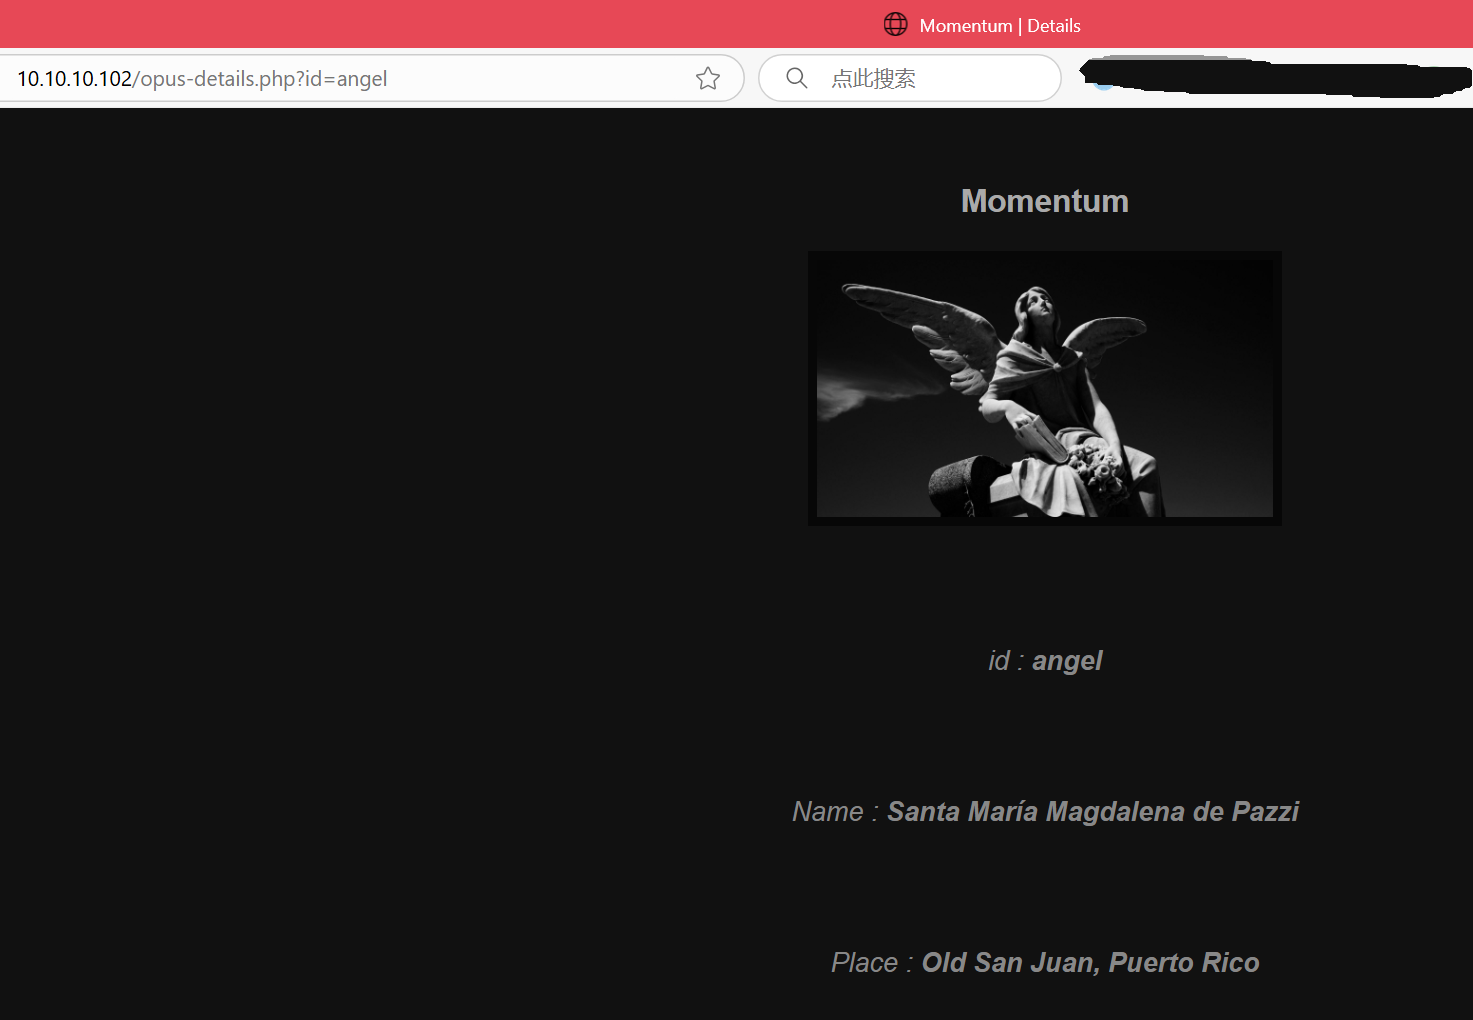 Momentum | Details
10.10.10.102/opus-details.php?id=angel
点此搜索
Momentum
id : angel
Name : Santa María Magdalena de Pazzi
Place : Old San Juan, Puerto Rico